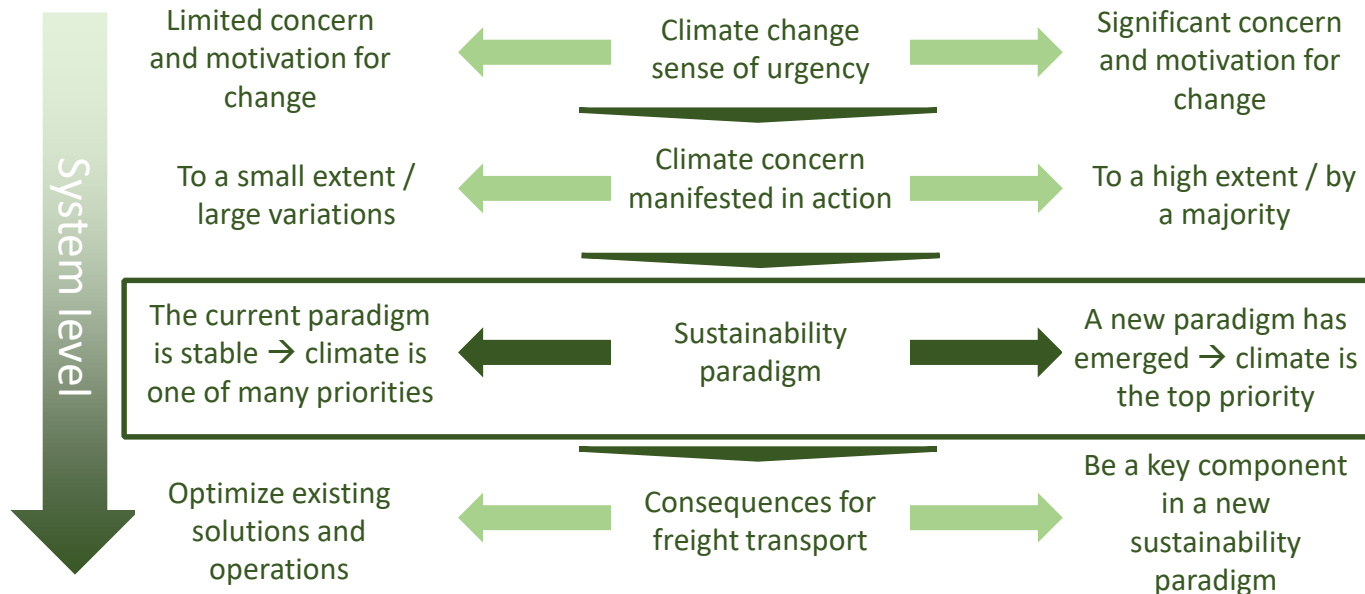 System level
Limited concern
and motivation for
change
Climate change
sense of urgency
Significant concern
and motivation for
change
To a small extent /
large variations
Climate concern
manifested in action
To a high extent / by
a majority
The current paradigm
is stable → climate is
one of many priorities
Sustainability
paradigm
A new paradigm has
emerged → climate is
the top priority
Optimize existing
solutions and
operations
Consequences for
freight transport
Be a key component
in a new
sustainability
paradigm